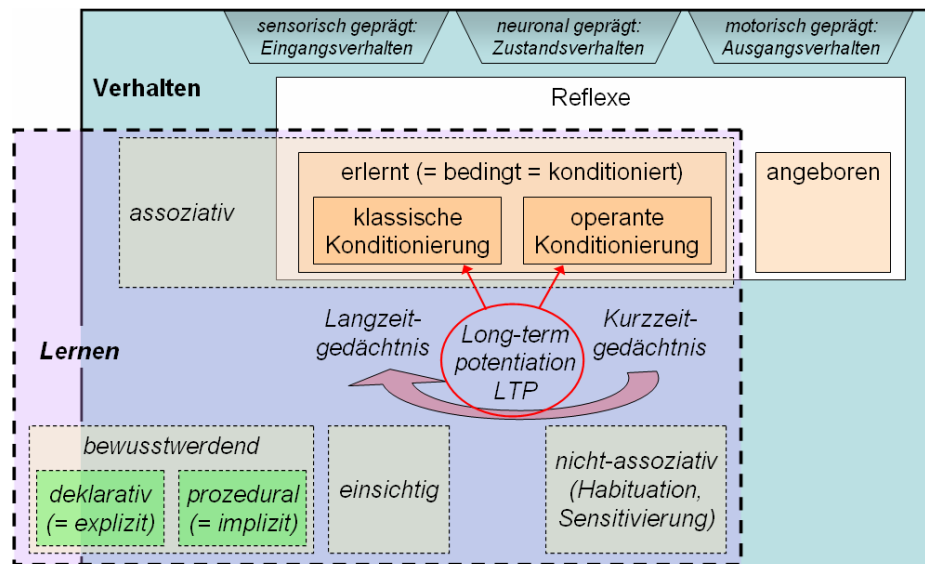 sensorisch geprägt:
Eingangsverhalten
neuronal geprägt:
Zustandsverhalten
motorisch geprägt:
Ausgangsverhalten
Verhalten
Reflexe
erlernt (= bedingt = konditioniert)
angeboren
assoziativ
klassische
Konditionierung
operante
Konditionierung
Langzeit-
gedächtnis
Long-term
potentiation
LTP
Kurzzeit-
gedächtnis
Lernen
bewusstwerdend
deklarativ
(= explizit)
prozedural
(= implizit)
einsichtig
nicht-assoziativ
(Habituation,
Sensitivierung)